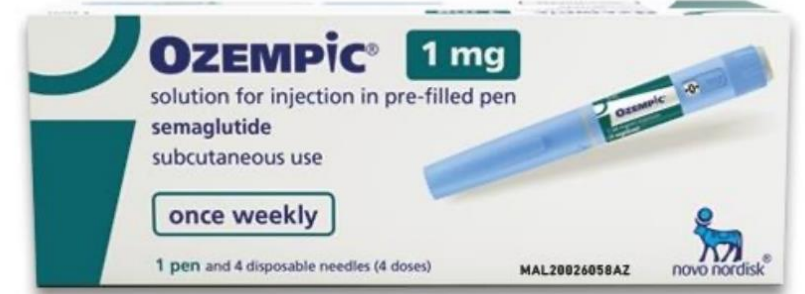 OZEMPIC® 1 mg
solution for injection in pre-filled pen
semaglutide
subcutaneous use
OZEMPIC
once weekly
1 pen and 4 disposable needles (4 doses)
MAL20026058AZ
novo nordisk®